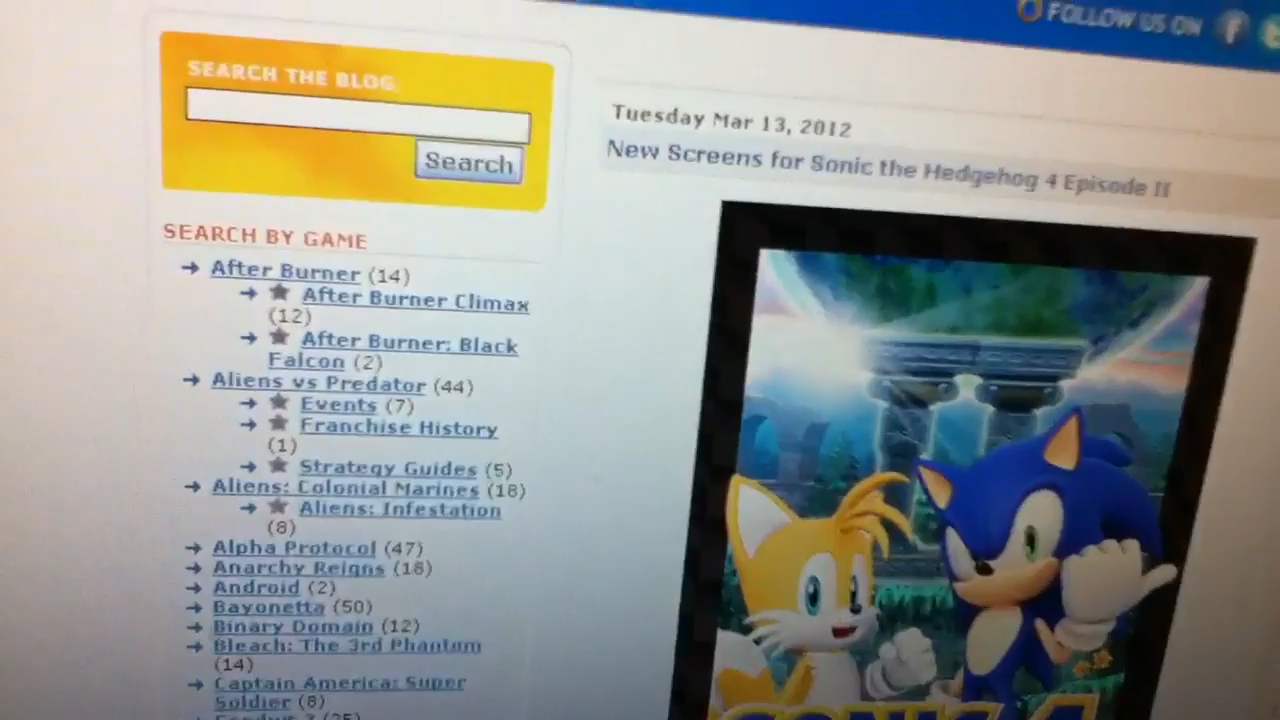 FOLLOW US ON
SEARCH THE BLOG
Search
Tuesday Mar 13, 2012
New Screens for Sonic the Hedgehog 4 Episode II
SEARCH BY GAME
After Burner (14)
After Burner Climax
(12)
After Burner: Black
Falcon (2)
Aliens vs Predator (44)
Events (7)
Franchise History
(1)
Strategy Guides (5)
Aliens: Colonial Marines (18)
Aliens: Infestation
(8)
Alpha Protocol (47)
Anarchy Reigns (18)
Android (2)
Bayonetta (50)
Binary Domain (12)
Bleach: The 3rd Phantom
(14)
Captain America: Super
Soldier (8)
SONIC 4